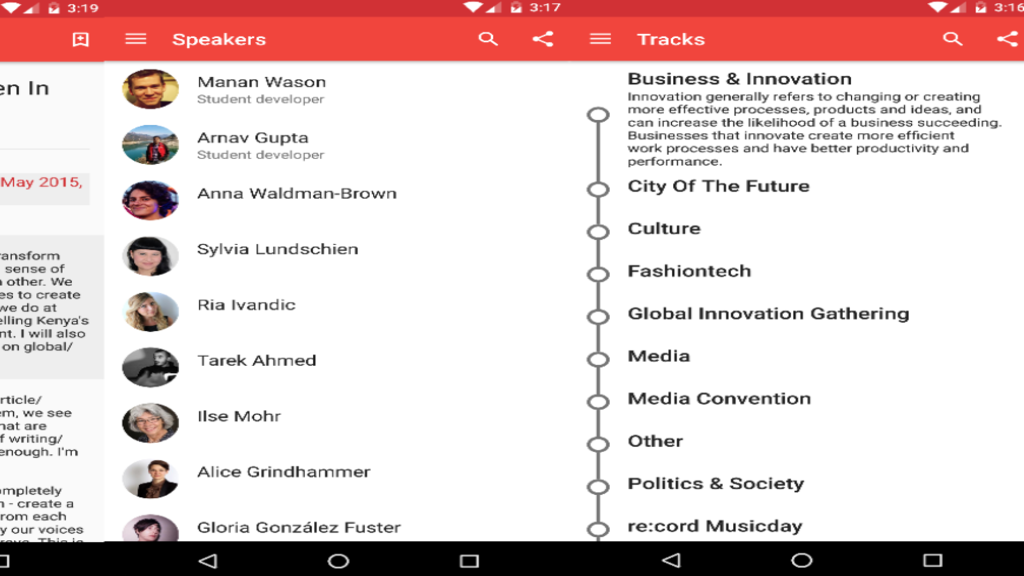 3:19
en In
May 2015,
ransform
sense of
other. We
es to create
we do at
elling Kenya's
nt. I will also
on global/
rticle/
em, we see
hat are
f writing/
enough. I'm
ompletely
n - create a
rom each
y our voices
3:17
Speakers
Manan Wason
Student developer
Arnav Gupta
Student developer
Anna Waldman-Brown
Sylvia Lundschien
Ria Ivandic
Tarek Ahmed
Ilse Mohr
Alice Grindhammer
Gloria González Fuster
3:16
Tracks
Business & Innovation
Innovation generally refers to changing or creating
more effective processes, products and ideas, and
can increase the likelihood of a business succeeding.
Businesses that innovate create more efficient
work processes and have better productivity and
performance.
City Of The Future
Culture
Fashiontech
Global Innovation Gathering
Media
Media Convention
Other
Politics & Society
re:cord Musicday